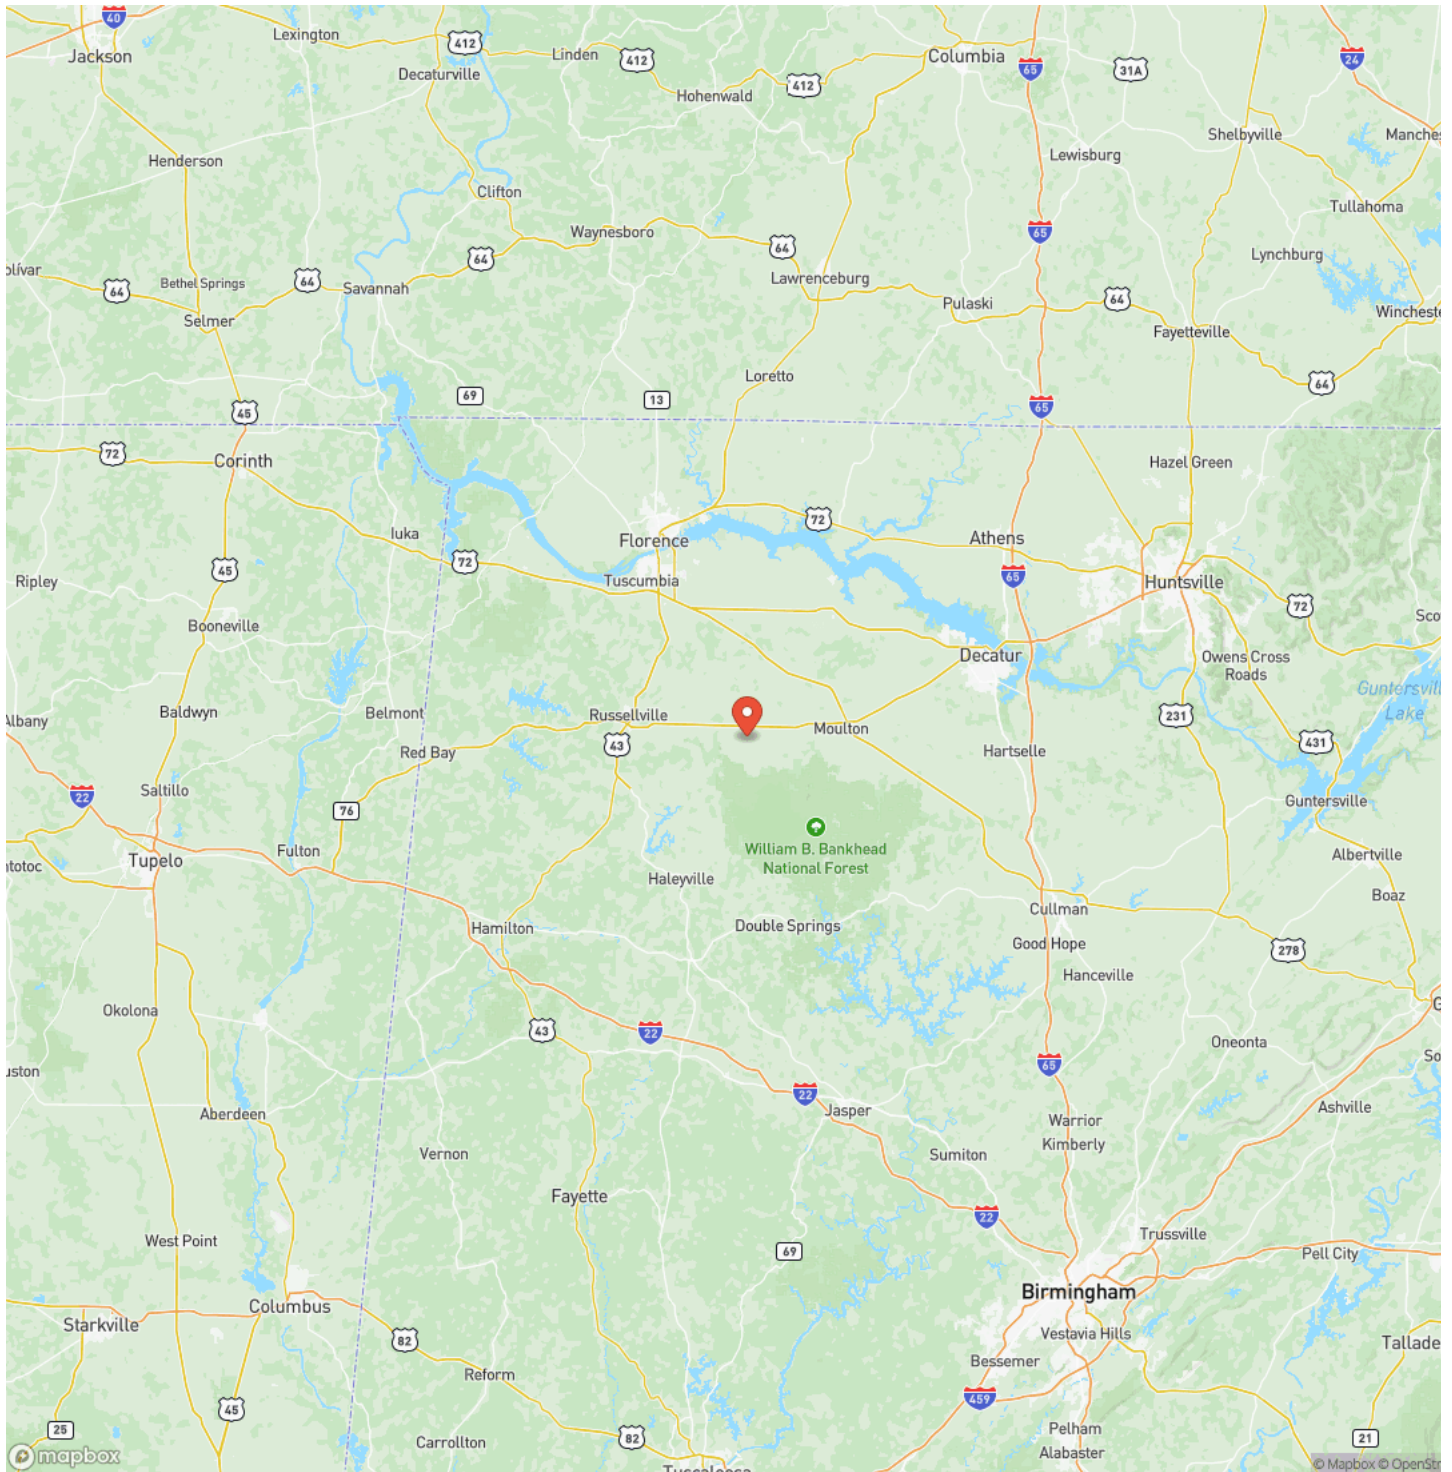 40
Jackson
Lexington
412
Linden
412
Decaturville
412
Hohenwald
Columbia
65
31A
24
Shelbyville
Manches
Henderson
Lewisburg
Clifton
Tullahoma
Waynesboro
65
64
64
Lynchburg
olívar
64
Bethel Springs
64
Savannah
Lawrenceburg
Pulaski
64
Selmer
Wincheste
Fayetteville
Loretto
64
69
13
65
45
72
Corinth
Hazel Green
Iuka
Florence
72
Athens
72
45
Ripley
Tuscumbia
65
Huntsville
72
Booneville
Sco
Decatur
Owens Cross
Roads
Guntersvill
Lake
Albany
Baldwyn
Belmont
Russellville
231
43
Moulton
431
Red Bay
Hartselle
22
Saltillo
76
Guntersville
William B. Bankhead
National Forest
ntotoc
Tupelo
Fulton
Albertville
Haleyville
Boaz
Hamilton
Double Springs
Cullman
Good Hope
278
Hanceville
Okolona
G
43
22
Oneonta
So
uston
65
22
Aberdeen
Jasper
Ashville
Warrior
Kimberly
Vernon
Sumiton
Fayette
22
West Point
69
Trussville
Pell City
Birmingham
Columbus
Starkville
82
Vestavia Hills
Tallade
Bessemer
Reform
459
45
25
82
Pelham
21
Carrollton
Alabaster
mapbox
© Mapbox © OpenStr
Tuscaloosa